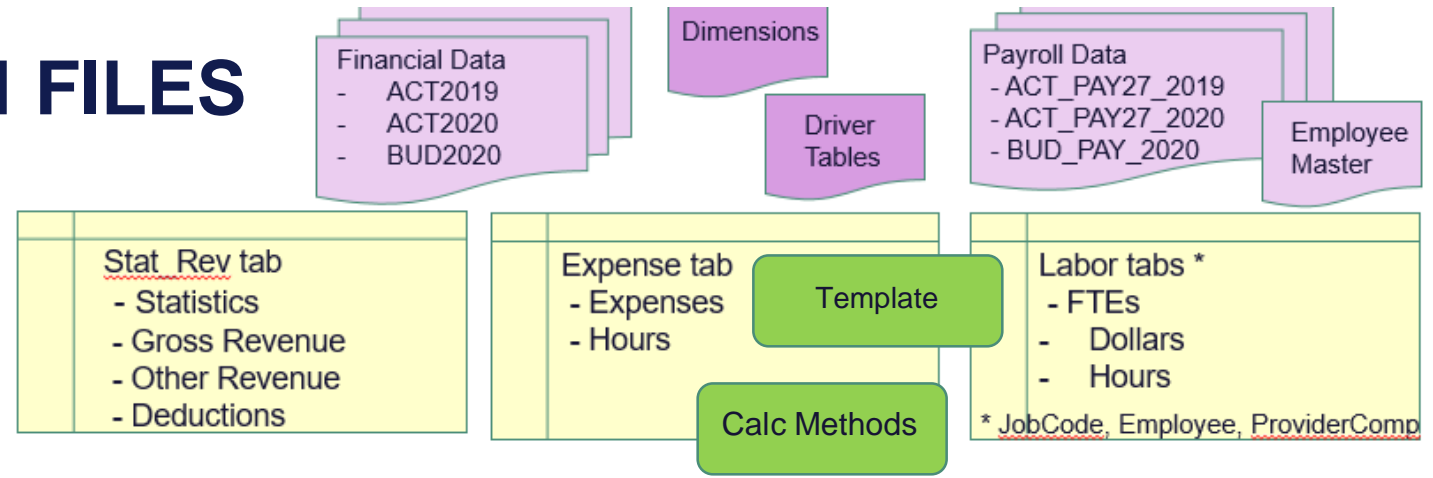 FILES
Financial Data
- ACT2019
- ACT2020
- BUD2020
Dimensions
Driver
Tables
Payroll Data
- ACT_PAY27_2019
- ACT_PAY27_2020
- BUD_PAY_2020
Employee
Master
Stat_Rev tab
- Statistics
- Gross Revenue
- Other Revenue
- Deductions
Expense tab
- Expenses
- Hours
Template
Calc Methods
Labor tabs *
- FTEs
- Dollars
- Hours
* JobCode, Employee, ProviderComp